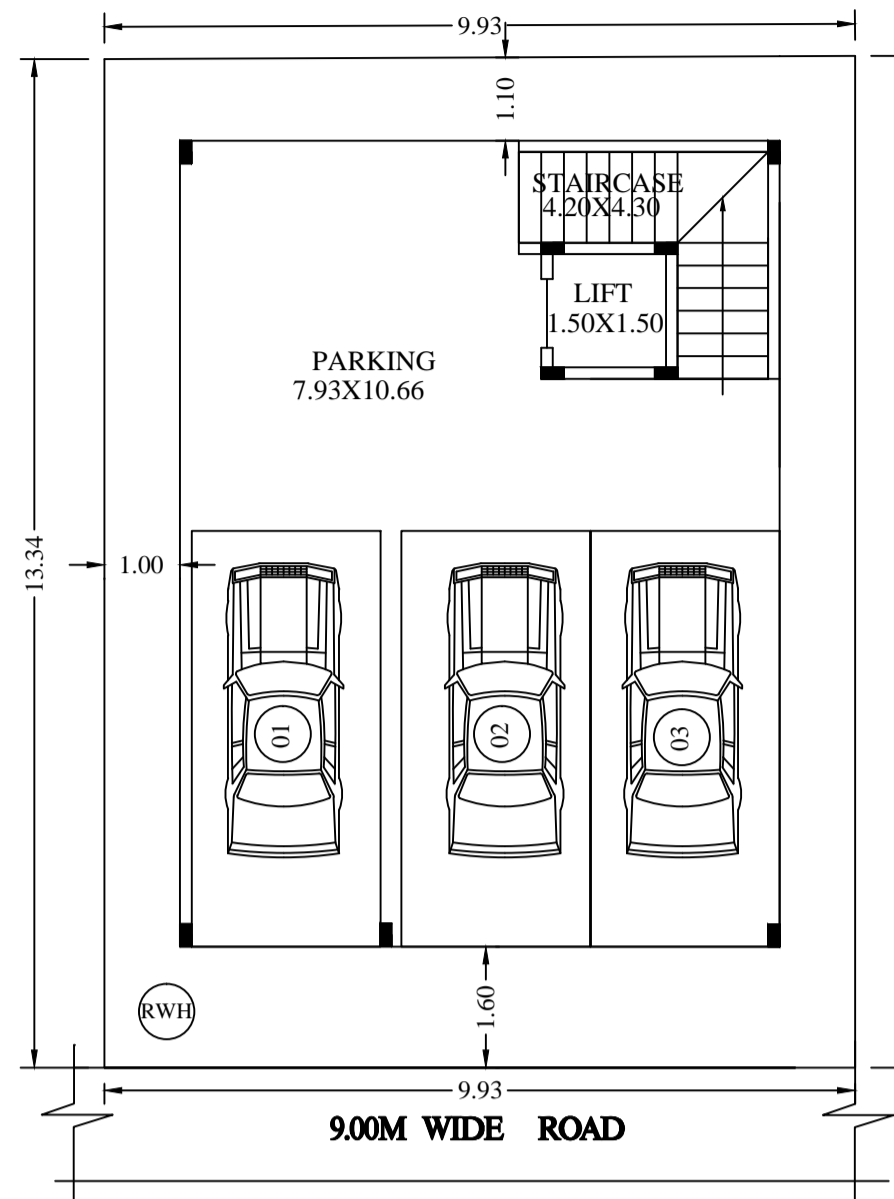 9.93
1.10
STAIRCASE
4.20X4.30
LIFT
1.50X1.50
PARKING
7.93X10.66
13.34
1.00
01
02
03
RWH
1.60
9.93
9.00M WIDE ROAD